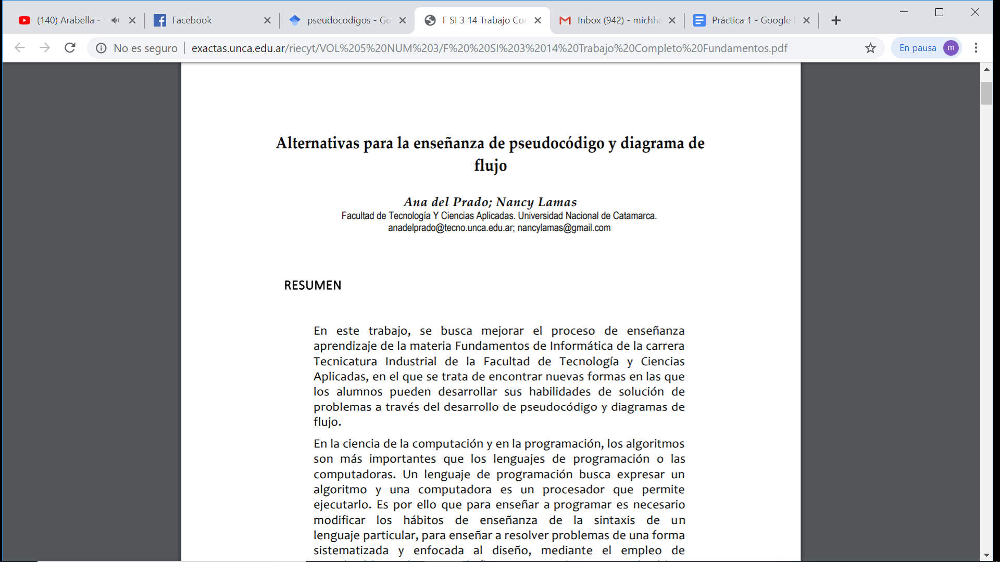 (140) Arabella -
Facebook
pseudocodigos - Go
F SI 3 14 Trabajo Cor
Inbox (942) - michha
Práctica 1 - Google
No es seguro
exactas.unca.edu.ar/riecyt/VOL%205%20NUM%203/F%20%20SI%203%2014%20Trabajo%20Completo%20Fundamentos.pdf
En pausa
m
Alternativas para la enseñanza de pseudocódigo y diagrama de
flujo
Ana del Prado; Nancy Lamas
Facultad de Tecnología Y Ciencias Aplicadas. Universidad Nacional de Catamarca.
anadelprado@tecno.unca.edu.ar; nancylamas@gmail.com
RESUMEN
En este trabajo, se busca mejorar el proceso de enseñanza
aprendizaje de la materia Fundamentos de Informática de la carrera
Tecnicatura Industrial de la Facultad de Tecnología y Ciencias
Aplicadas, en el que se trata de encontrar nuevas formas en las que
los alumnos pueden desarrollar sus habilidades de solución de
problemas a través del desarrollo de pseudocódigo y diagramas de
flujo.
En la ciencia de la computación y en la programación, los algoritmos
son más importantes que los lenguajes de programación o las
computadoras. Un lenguaje de programación busca expresar un
algoritmo y una computadora es un procesador que permite
ejecutarlo. Es por ello que para enseñar a programar es necesario
modificar los hábitos de enseñanza de la sintaxis de un
lenguaje particular, para enseñar a resolver problemas de una forma
sistematizada y enfocada al diseño, mediante el empleo de